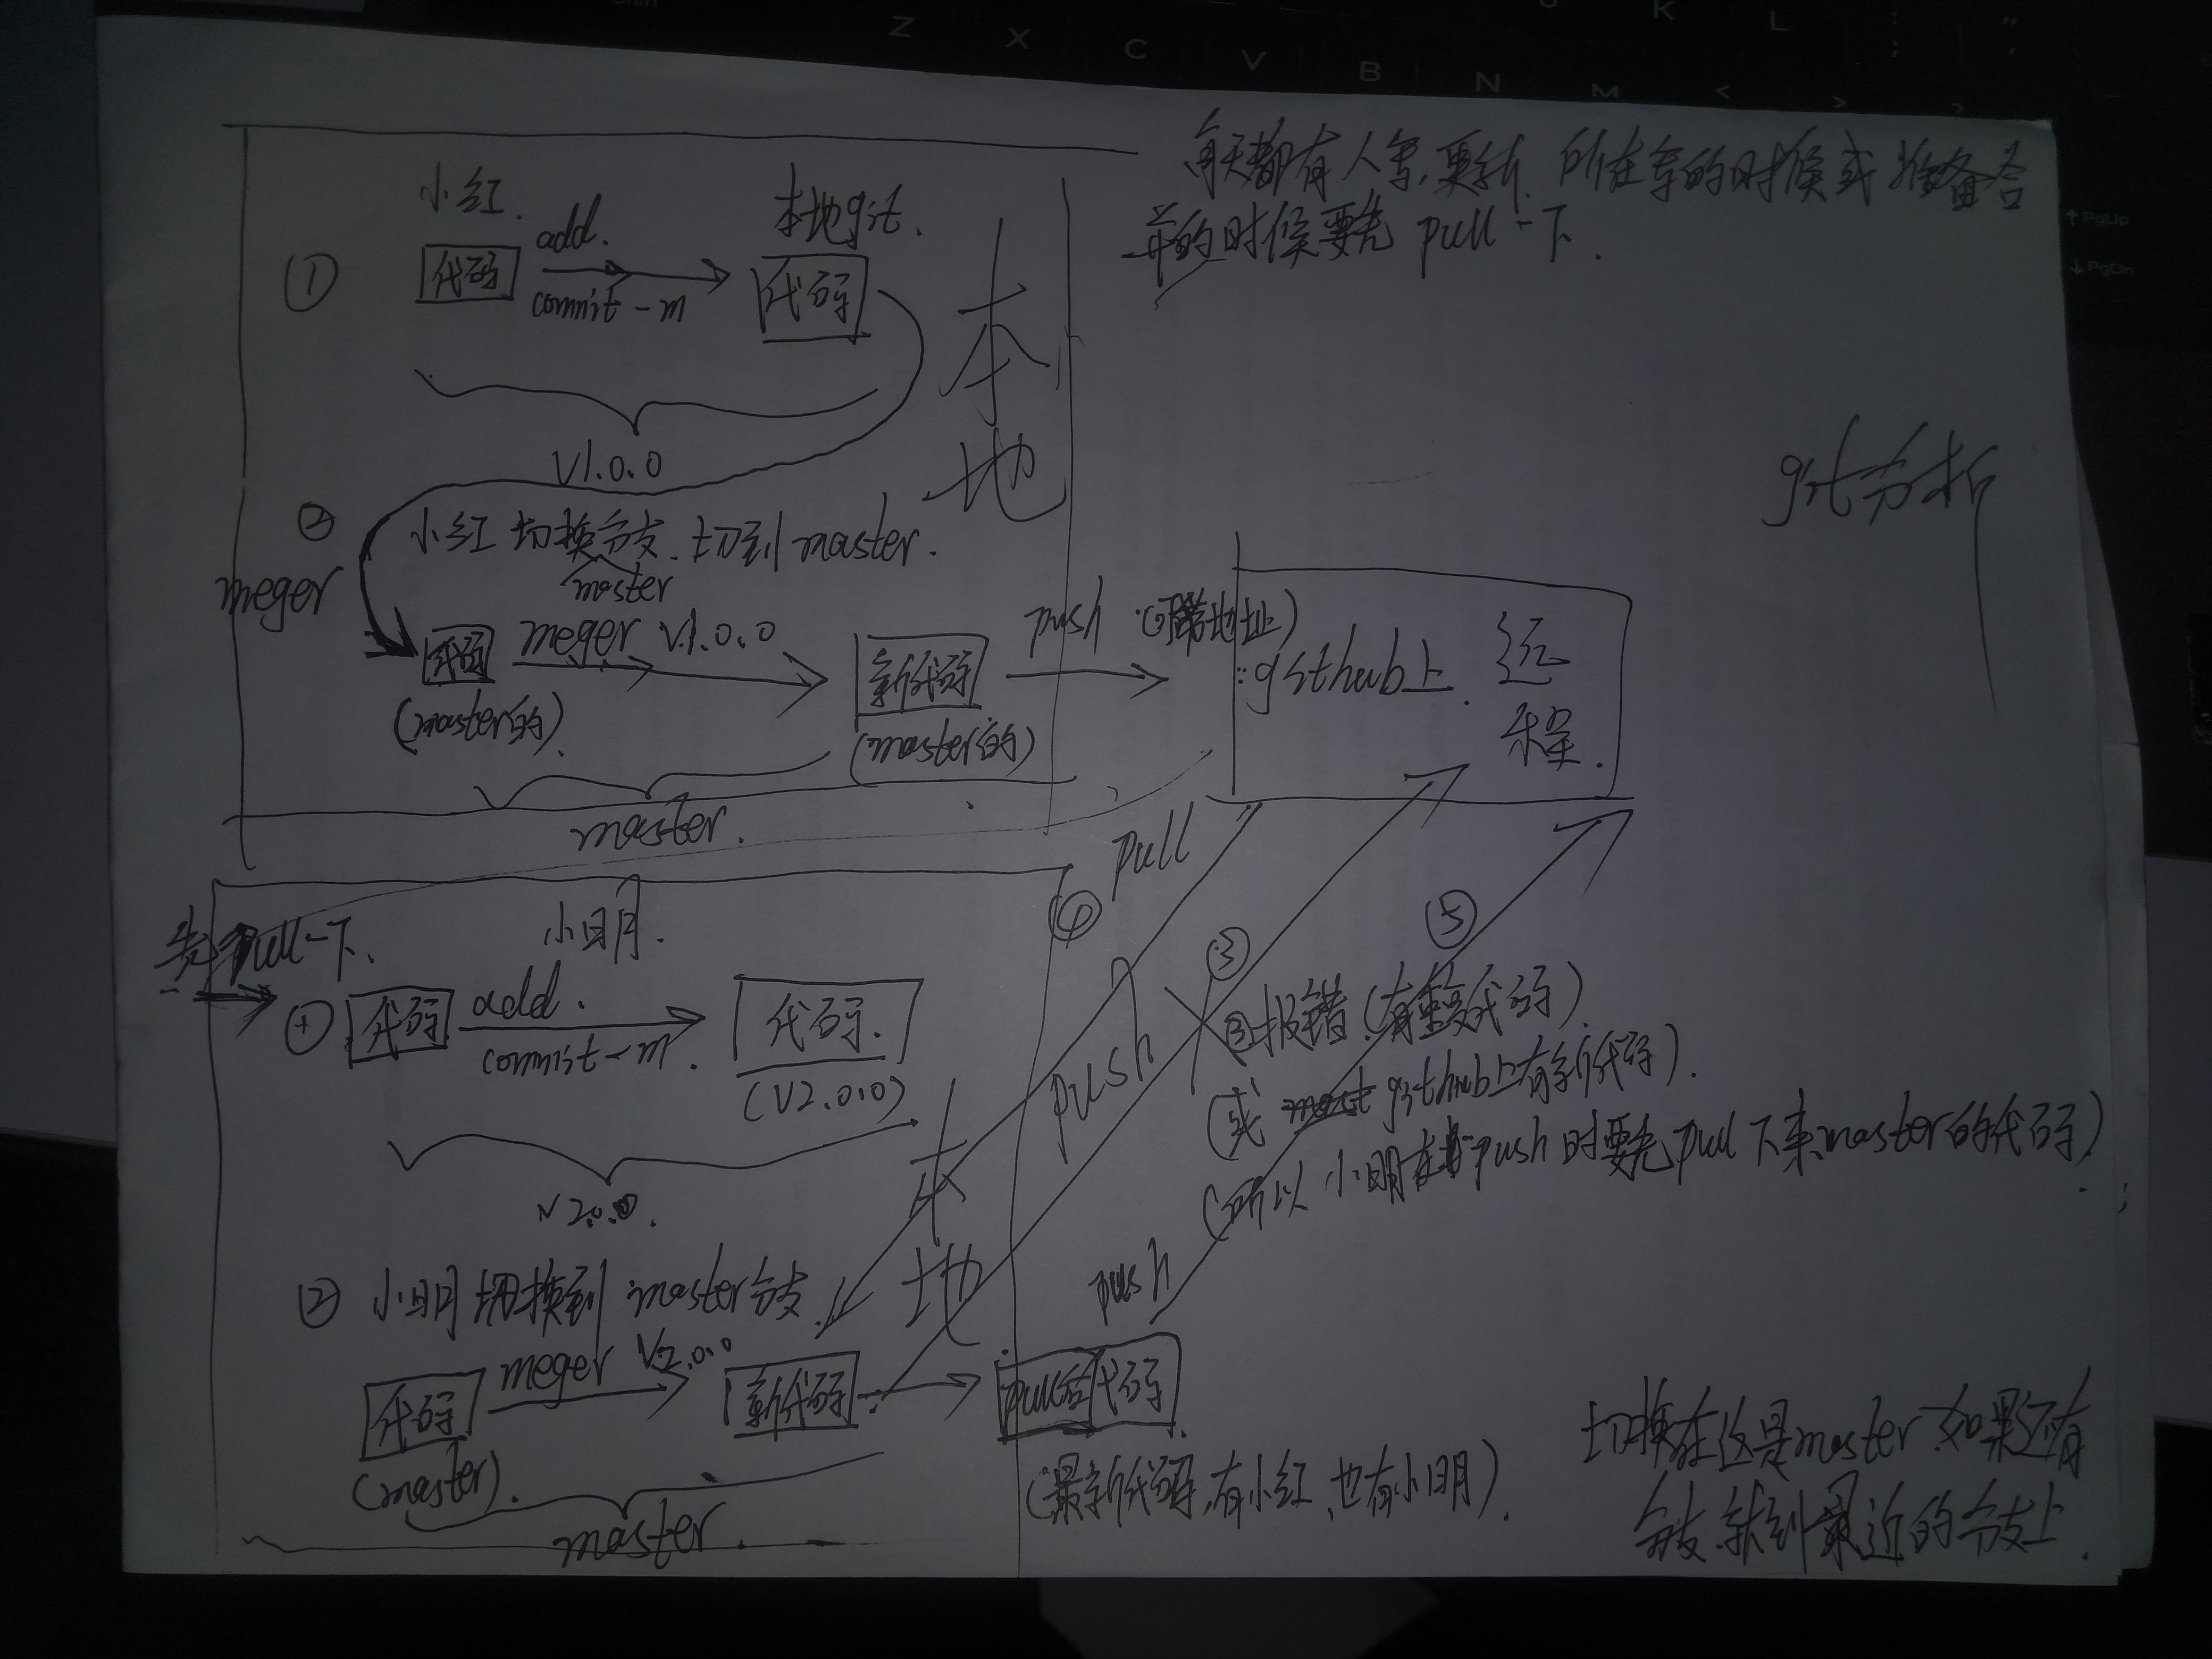 Z X C V B N M < >
K L : "
PgUp
PgDn
每天都有人写,更新.所在写的时候或准备合
并的时候要先 pull一下.
git分析
小红.
本地git.
①
代码
add.
commit -m
代码
本地
V1.0.0
②
小红切换分支.切到master.
master
meger
代码
(master的).
meger V1.0.0
新代码
(master的)
push
(可带地址)
github上.
远程.
master.
先pull一下.
小明.
①
代码
add.
commit -m.
代码.
(V2.0.0)
V2.0.0.
本地
④
pull
push
③
⑤
③报错(有重复代码)
(或 github上有新代码).
(所以小明在push时要先pull下来master的代码)
② 小明切换到master分支.
代码
(master).
meger V2.0.0
新代码
push
pull后代码
(最新代码,有小红,也有小明).
master.
切换在这是master.如果还有
分支.就到最近的分支上.